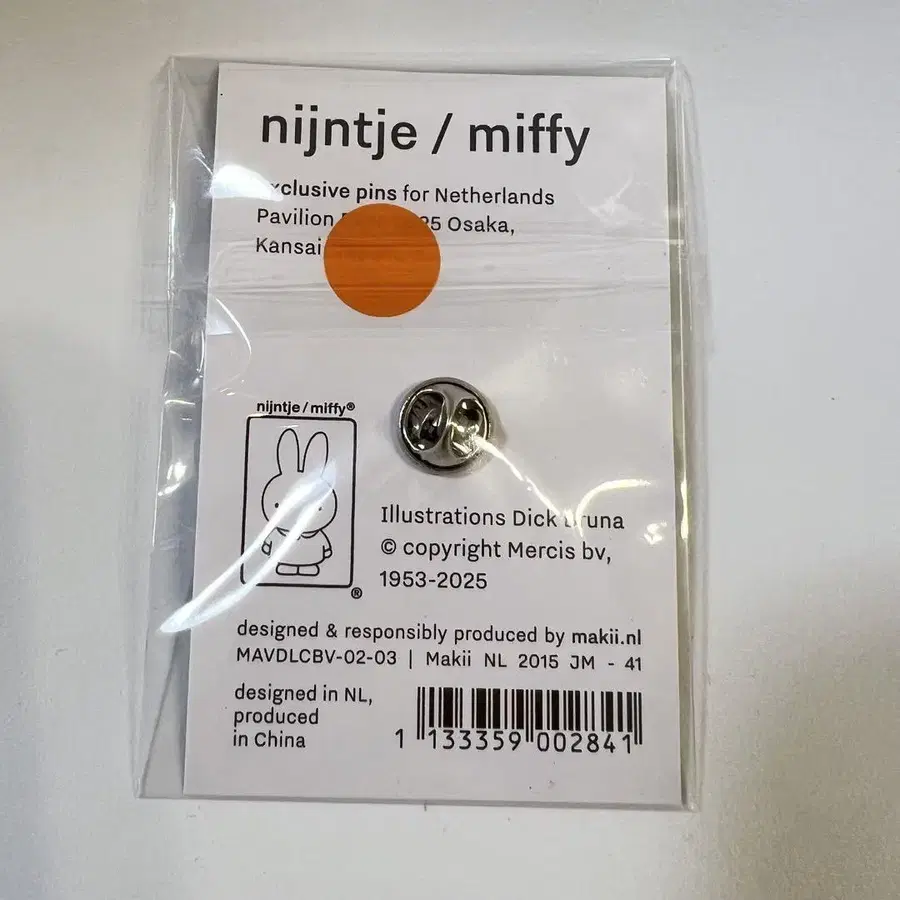 nijntje / miffy
exclusive pins for Netherlands
Pavilion 25 Osaka,
Kansai
nijntje / miffy®
®
Illustrations Dick Bruna
© copyright Mercis bv,
1953-2025
designed & responsibly produced by makii.nl
MAVDLCBV-02-03 | Makii NL 2015 JM - 41
designed in NL,
produced
in China
1 133359 002841